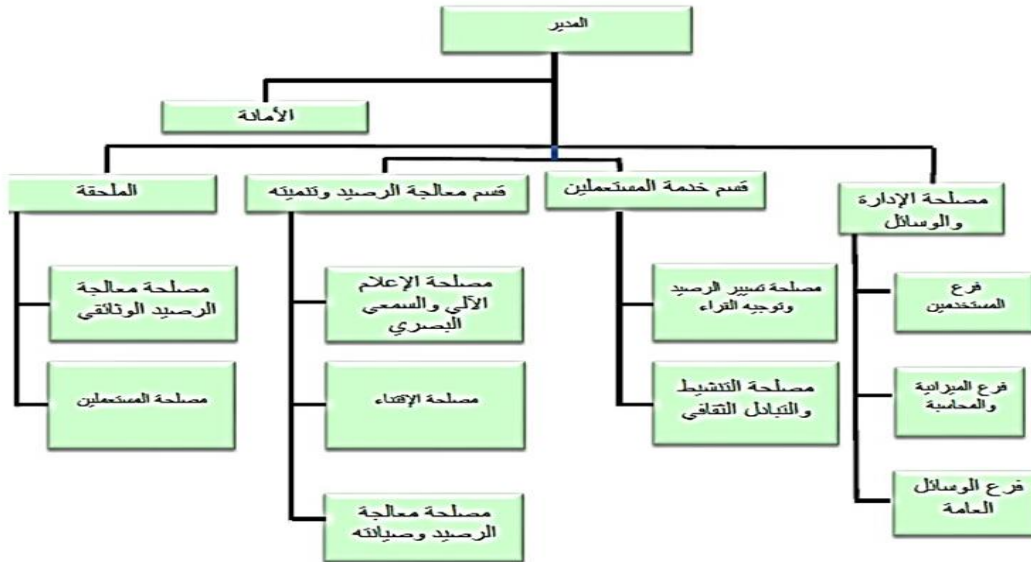 المدير
الأمانة
مصلحة الإدارة
والوسائل
قسم خدمة المستعملين
قسم معالجة الرصيد وتنميته
الملحقة
فرع
المستخدمين
فرع الميزانية
والمحاسبة
فرع الوسائل
العامة
مصلحة تسيير الرصيد
وتوجيه القراء
مصلحة التنشيط
والتبادل الثقافي
مصلحة الإعلام
الآلي والسمعي
البصري
مصلحة الإقتناء
مصلحة معالجة
الرصيد وصيانته
مصلحة معالجة
الرصيد الوثائقي
مصلحة المستعملين